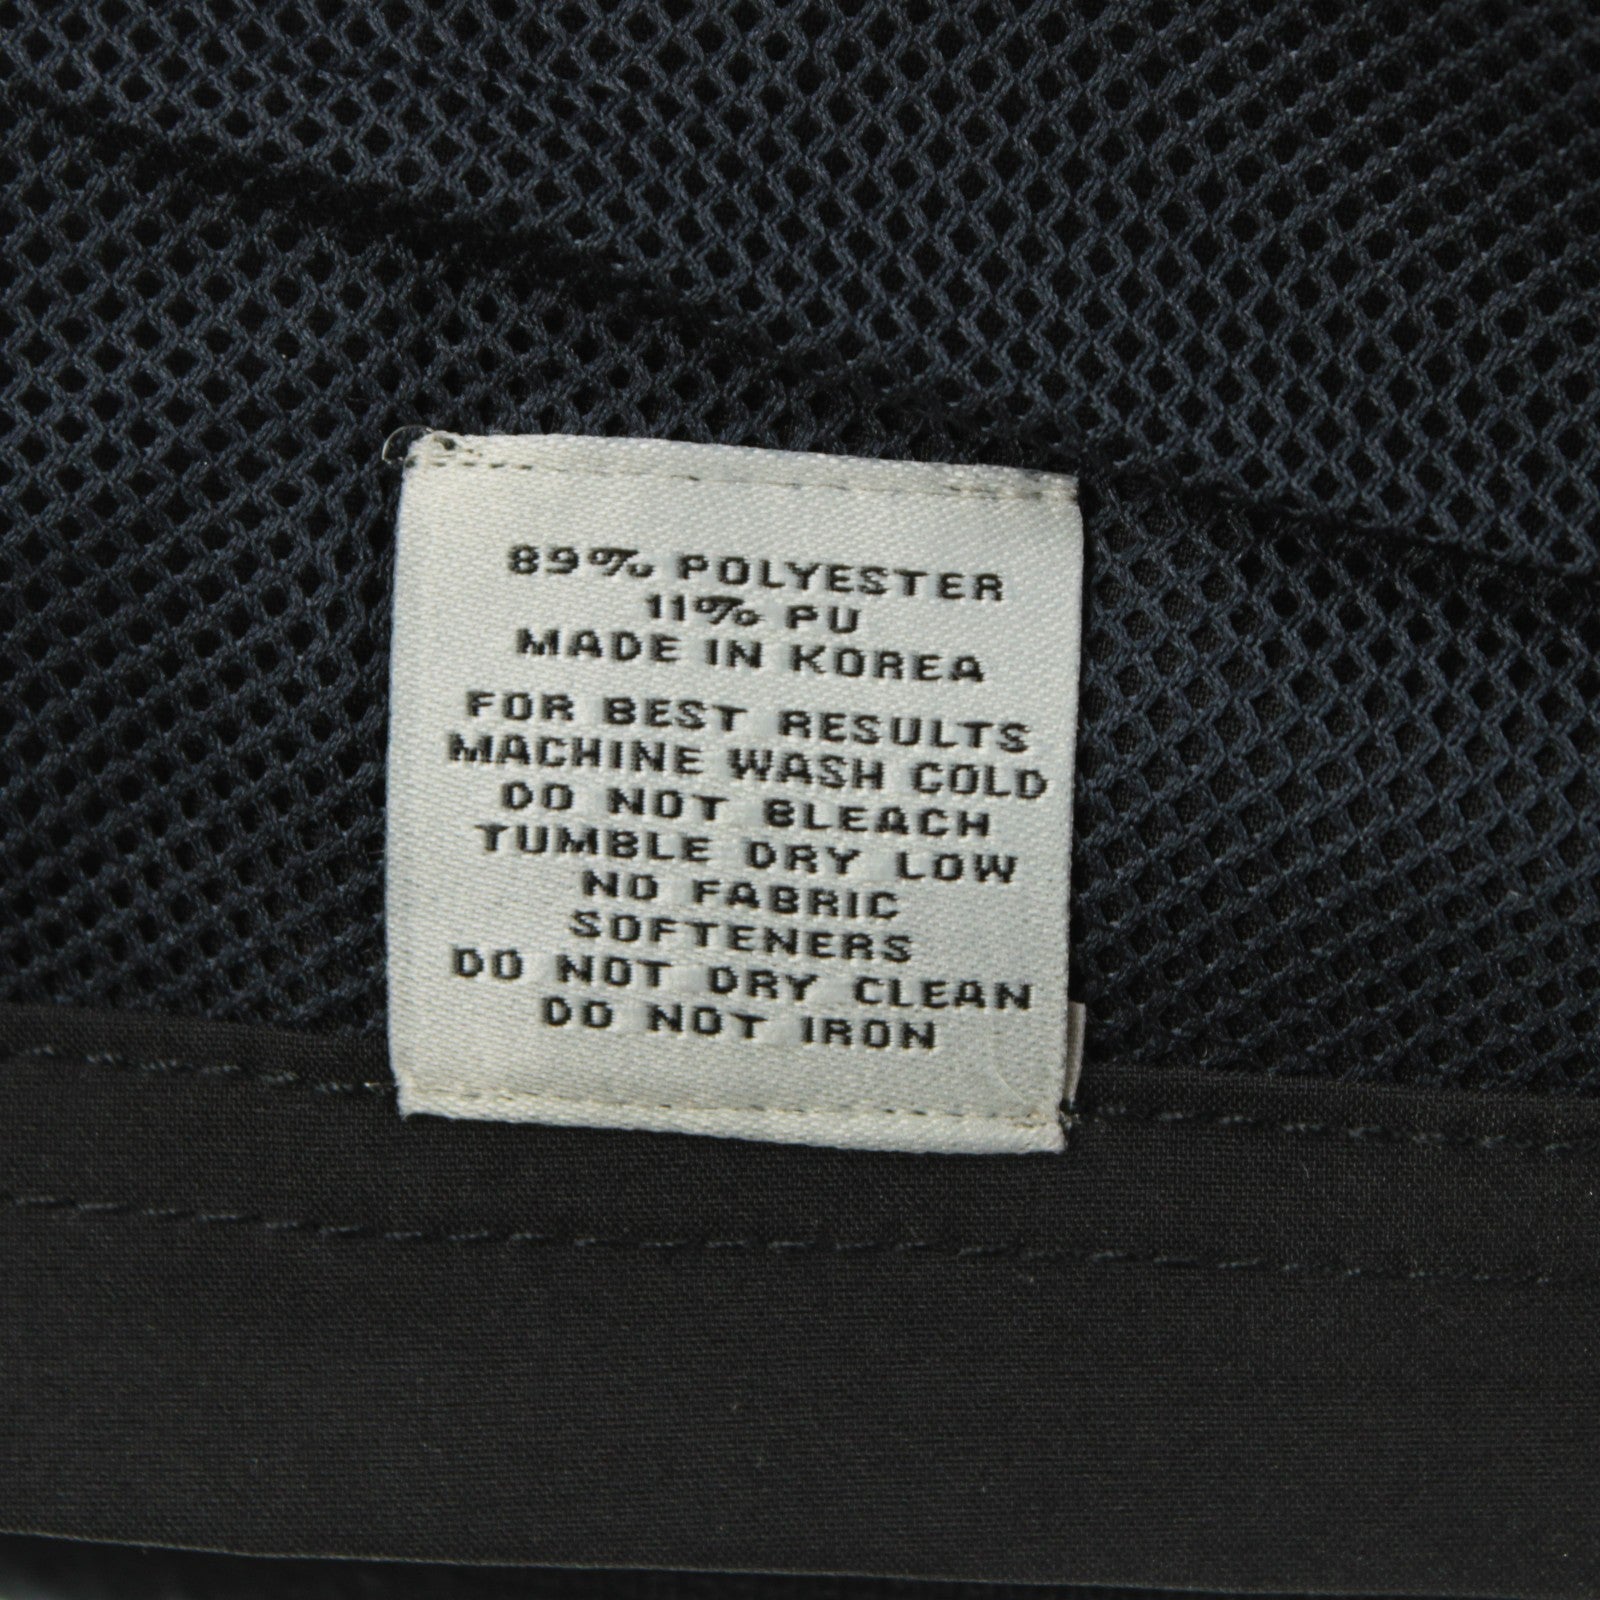 89% POLYESTER
11% PU
MADE IN KOREA
FOR BEST RESULTS
MACHINE WASH COLD
DO NOT BLEACH
TUMBLE DRY LOW
NO FABRIC
SOFTENERS
DO NOT DRY CLEAN
DO NOT IRON